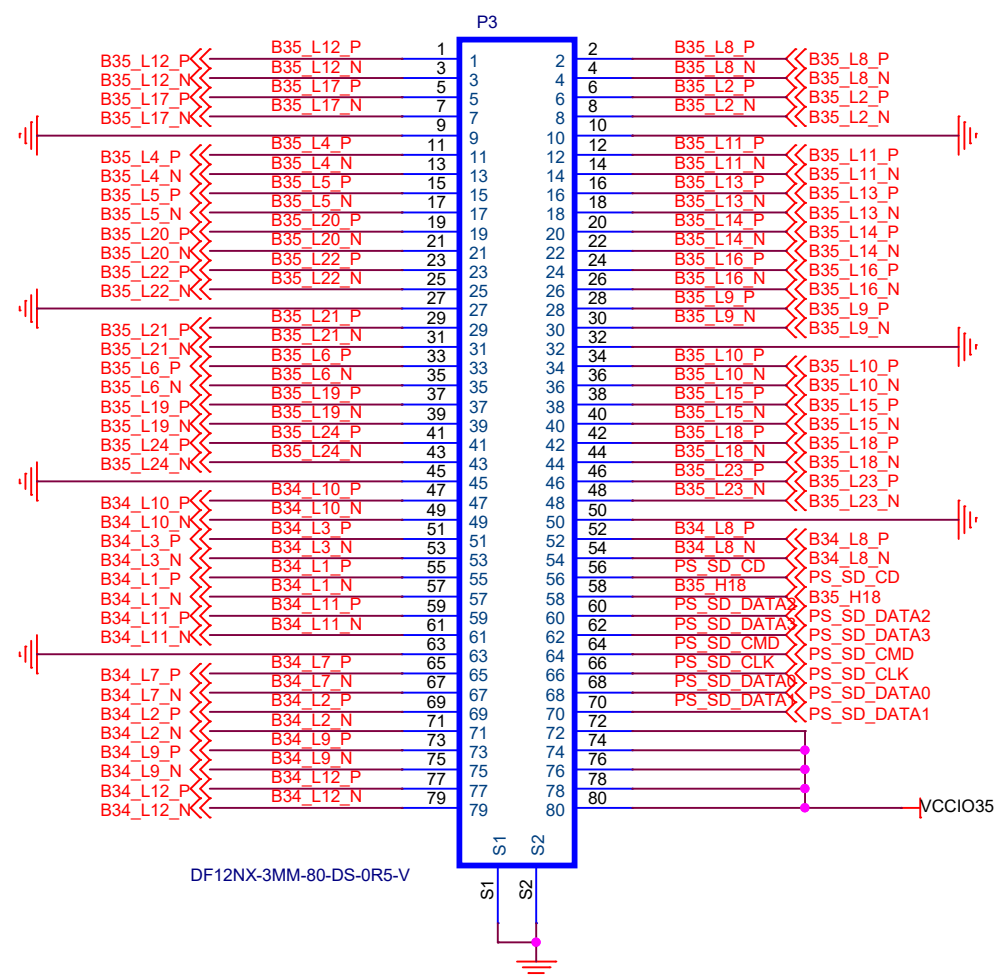 P3
B35_L12_P B35_L12_P 1 1 2 2 B35_L8_P B35_L8_P
B35_L12_N B35_L12_N 3 3 4 4 B35_L8_N B35_L8_N
B35_L17_P B35_L17_P 5 5 6 6 B35_L2_P B35_L2_P
B35_L17_N B35_L17_N 7 7 8 8 B35_L2_N B35_L2_N
9 9 10 10
B35_L4_P B35_L4_P 11 11 12 12 B35_L11_P B35_L11_P
B35_L4_N B35_L4_N 13 13 14 14 B35_L11_N B35_L11_N
B35_L5_P B35_L5_P 15 15 16 16 B35_L13_P B35_L13_P
B35_L5_N B35_L5_N 17 17 18 18 B35_L13_N B35_L13_N
B35_L20_P B35_L20_P 19 19 20 20 B35_L14_P B35_L14_P
B35_L20_N B35_L20_N 21 21 22 22 B35_L14_N B35_L14_N
B35_L22_P B35_L22_P 23 23 24 24 B35_L16_P B35_L16_P
B35_L22_N B35_L22_N 25 25 26 26 B35_L16_N B35_L16_N
27 27 28 28 B35_L9_P B35_L9_P
B35_L21_P B35_L21_P 29 29 30 30 B35_L9_N B35_L9_N
B35_L21_N B35_L21_N 31 31 32 32
B35_L6_P B35_L6_P 33 33 34 34 B35_L10_P B35_L10_P
B35_L6_N B35_L6_N 35 35 36 36 B35_L10_N B35_L10_N
B35_L19_P B35_L19_P 37 37 38 38 B35_L15_P B35_L15_P
B35_L19_N B35_L19_N 39 39 40 40 B35_L15_N B35_L15_N
B35_L24_P B35_L24_P 41 41 42 42 B35_L18_P B35_L18_P
B35_L24_N B35_L24_N 43 43 44 44 B35_L18_N B35_L18_N
45 45 46 46 B35_L23_P B35_L23_P
B34_L10_P B34_L10_P 47 47 48 48 B35_L23_N B35_L23_N
B34_L10_N B34_L10_N 49 49 50 50
B34_L3_P B34_L3_P 51 51 52 52 B34_L8_P B34_L8_P
B34_L3_N B34_L3_N 53 53 54 54 B34_L8_N B34_L8_N
B34_L1_P B34_L1_P 55 55 56 56 PS_SD_CD PS_SD_CD
B34_L1_N B34_L1_N 57 57 58 58 B35_H18 B35_H18
B34_L11_P B34_L11_P 59 59 60 60 PS_SD_DATA2 PS_SD_DATA2
B34_L11_N B34_L11_N 61 61 62 62 PS_SD_DATA3 PS_SD_DATA3
63 63 64 64 PS_SD_CMD PS_SD_CMD
B34_L7_P B34_L7_P 65 65 66 66 PS_SD_CLK PS_SD_CLK
B34_L7_N B34_L7_N 67 67 68 68 PS_SD_DATA0 PS_SD_DATA0
B34_L2_P B34_L2_P 69 69 70 70 PS_SD_DATA1 PS_SD_DATA1
B34_L2_N B34_L2_N 71 71 72 72
B34_L9_P B34_L9_P 73 73 74 74
B34_L9_N B34_L9_N 75 75 76 76
B34_L12_P B34_L12_P 77 77 78 78
B34_L12_N B34_L12_N 79 79 80 80 VCCIO35
S1 S2
DF12NX-3MM-80-DS-0R5-V
S1 S2